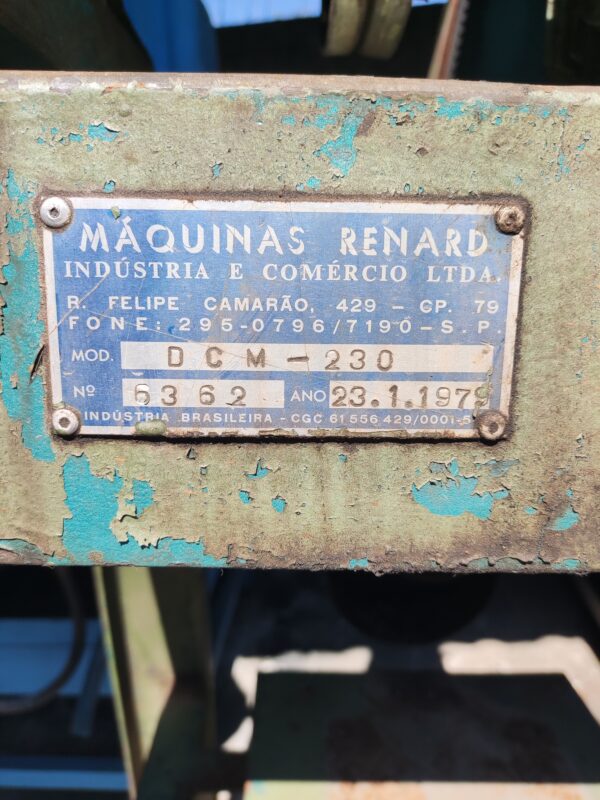 MÁQUINAS RENARD
INDÚSTRIA E COMÉRCIO LTDA.
R. FELIPE CAMARÃO, 429 – CP. 79
FONE: 295-0796/7190-S.P.
MOD. DCM-230
Nº 6362 ANO 23.1.1979
INDÚSTRIA BRASILEIRA - CGC 61 556 429/0001-5